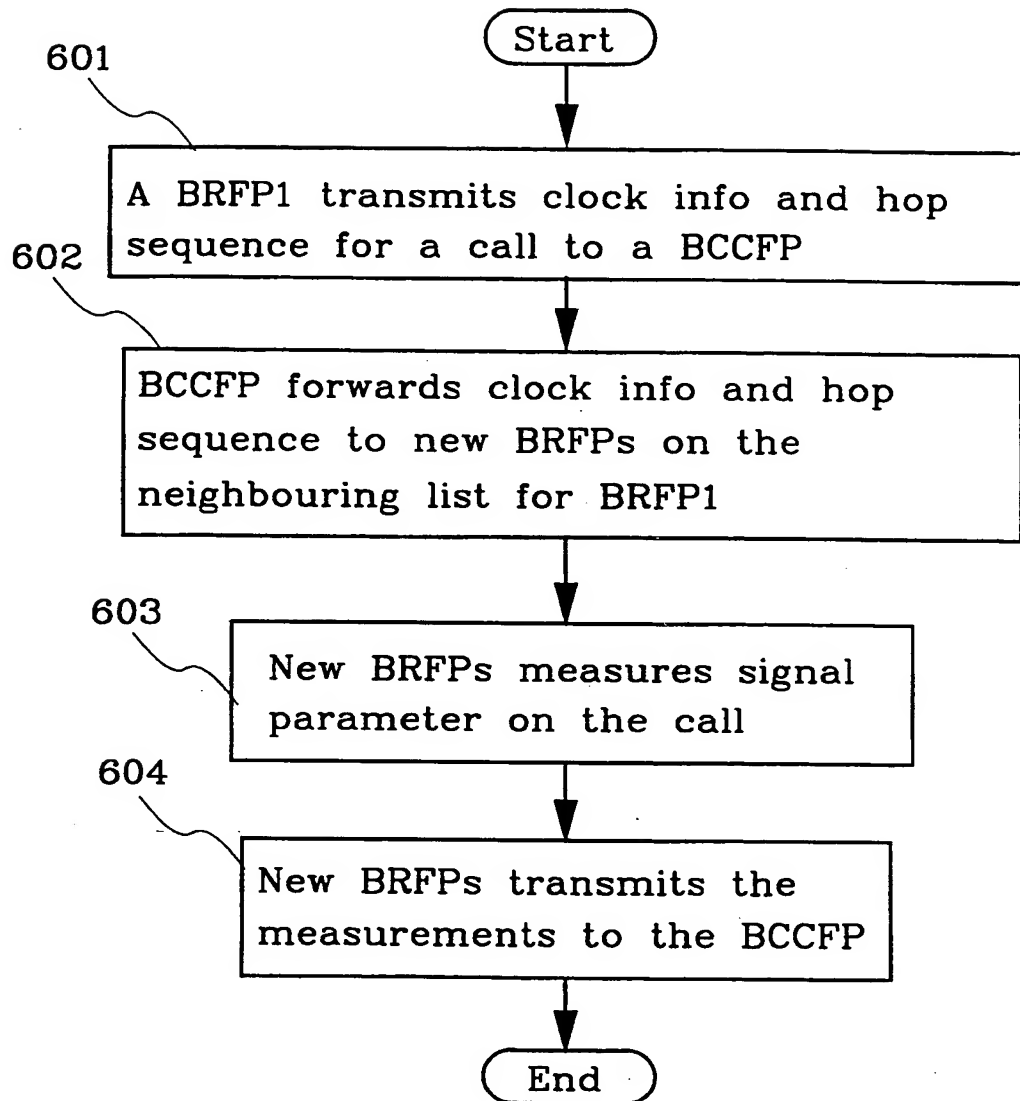 Start
601
A BRFP1 transmits clock info and hop
sequence for a call to a BCCFP
602
BCCFP forwards clock info and hop
sequence to new BRFPs on the
neighbouring list for BRFP1
603
New BRFPs measures signal
parameter on the call
604
New BRFPs transmits the
measurements to the BCCFP
End